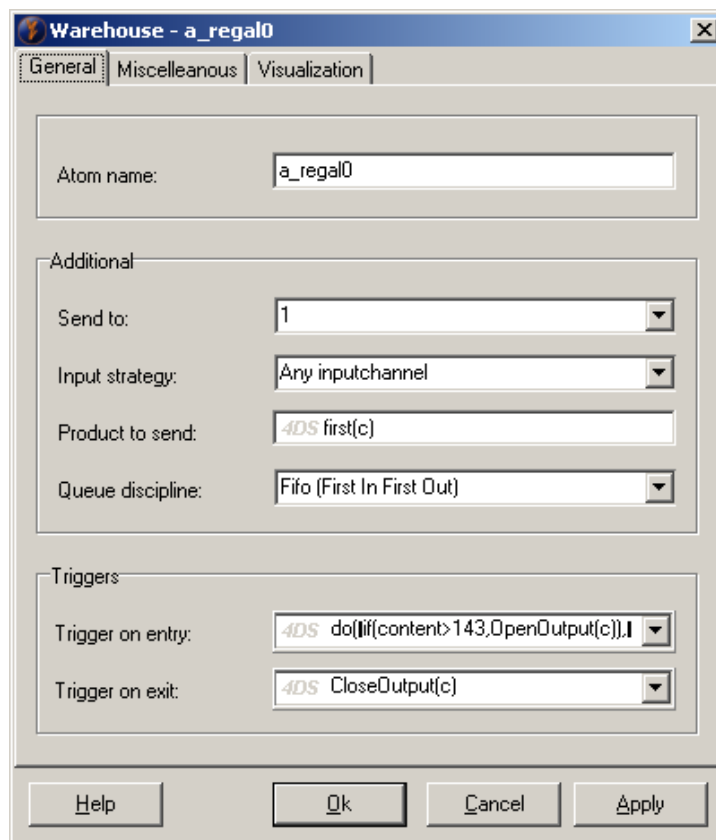 Warehouse - a_regal0
General Miscelleanous Visualization
Atom name: a_regal0
Additional
Send to: 1
Input strategy: Any inputchannel
Product to send: 4DS first(c)
Queue discipline: Fifo (First In First Out)
Triggers
Trigger on entry: 4DS do(if(content>143,OpenOutput(c)),
Trigger on exit: 4DS CloseOutput(c)
Help Ok Cancel Apply